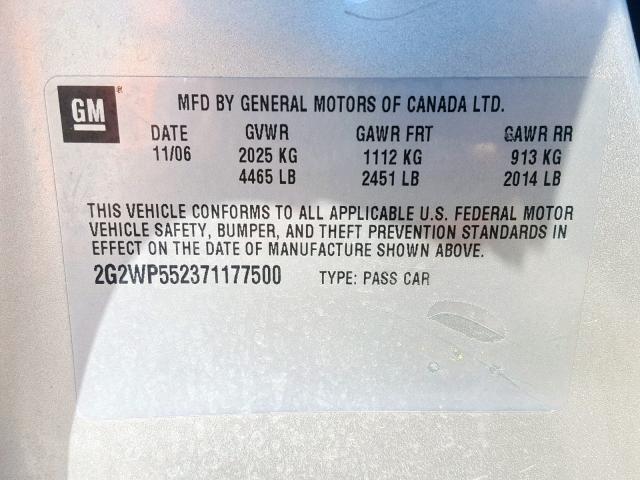 GM®
MFD BY GENERAL MOTORS OF CANADA LTD.
DATE GVWR GAWR FRT GAWR RR
11/06 2025 KG 1112 KG 913 KG
4465 LB 2451 LB 2014 LB
THIS VEHICLE CONFORMS TO ALL APPLICABLE U.S. FEDERAL MOTOR
VEHICLE SAFETY, BUMPER, AND THEFT PREVENTION STANDARDS IN
EFFECT ON THE DATE OF MANUFACTURE SHOWN ABOVE.
2G2WP552371177500 TYPE: PASS CAR